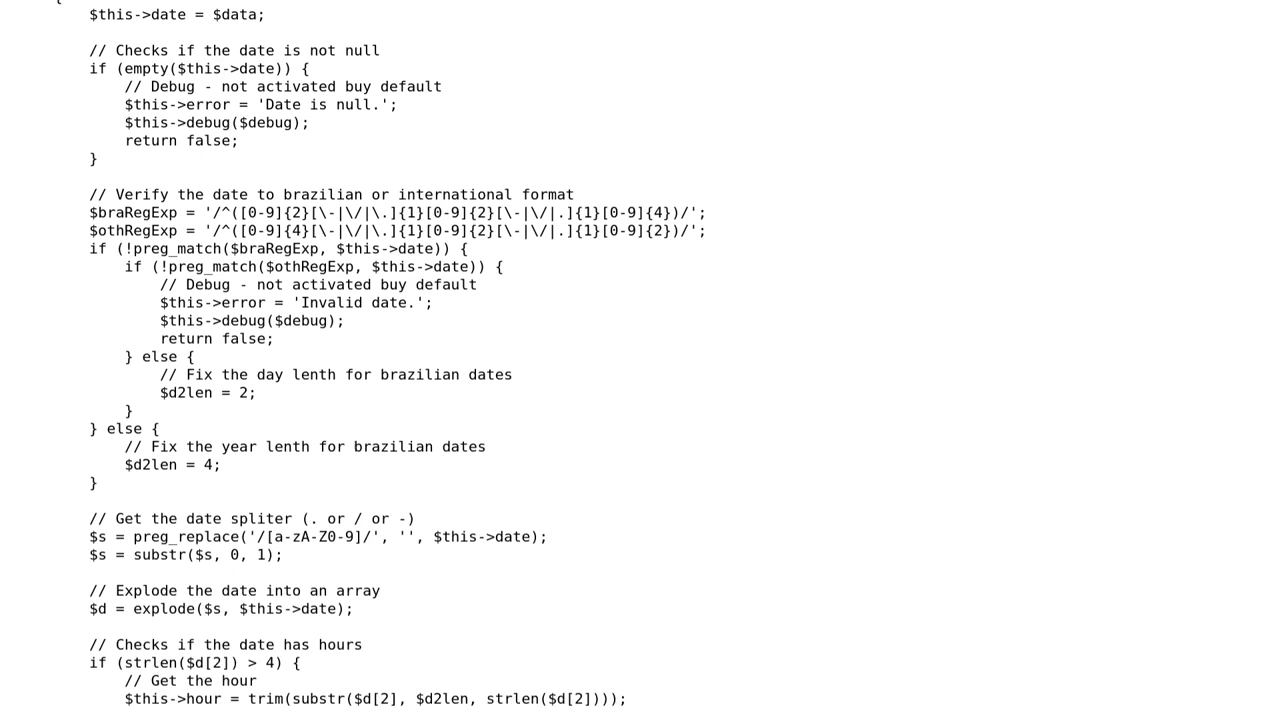 {
$this->date = $data;
// Checks if the date is not null
if (empty($this->date)) {
// Debug - not activated buy default
$this->error = 'Date is null.';
$this->debug($debug);
return false;
}
// Verify the date to brazilian or international format
$braRegExp = '/^([0-9]{2}[\-|\/|\.]{1}[0-9]{2}[\-|\/|.]{1}[0-9]{4})/';
$othRegExp = '/^([0-9]{4}[\-|\/|\.]{1}[0-9]{2}[\-|\/|.]{1}[0-9]{2})/';
if (!preg_match($braRegExp, $this->date)) {
if (!preg_match($othRegExp, $this->date)) {
// Debug - not activated buy default
$this->error = 'Invalid date.';
$this->debug($debug);
return false;
} else {
// Fix the day lenth for brazilian dates
$d2len = 2;
}
} else {
// Fix the year lenth for brazilian dates
$d2len = 4;
}
// Get the date spliter (. or / or -)
$s = preg_replace('/[a-zA-Z0-9]/', '', $this->date);
$s = substr($s, 0, 1);
// Explode the date into an array
$d = explode($s, $this->date);
// Checks if the date has hours
if (strlen($d[2]) > 4) {
// Get the hour
$this->hour = trim(substr($d[2], $d2len, strlen($d[2])));